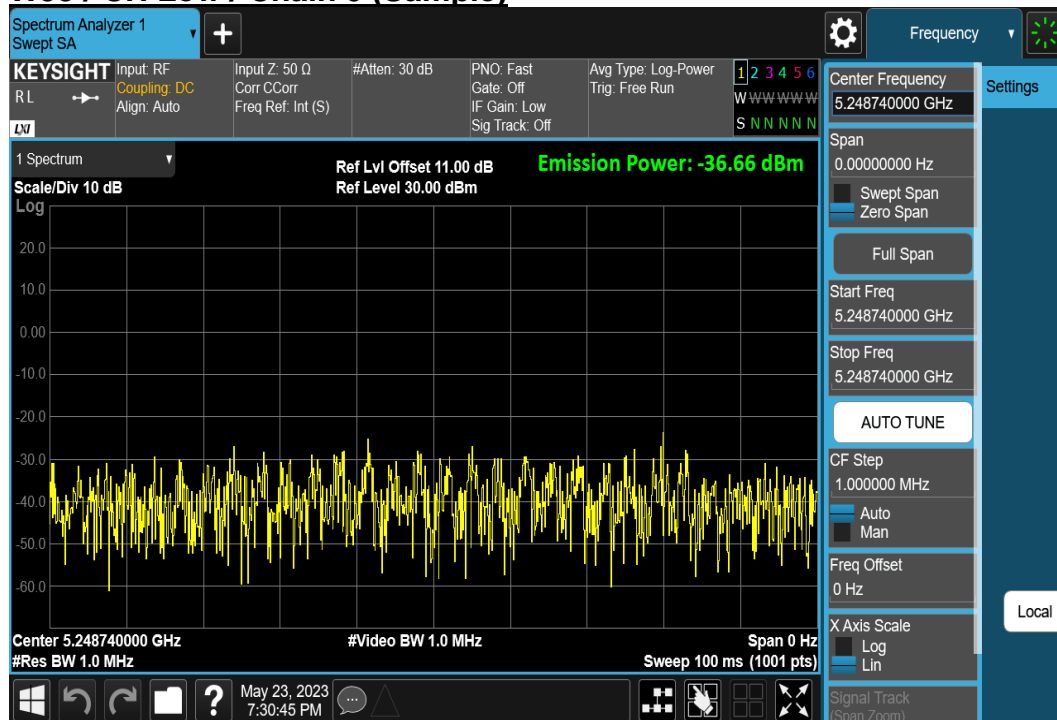 Spectrum Analyzer 1
Swept SA
+
Frequency
KEYSIGHT
RL
LXI
Input: RF
Coupling: DC
Align: Auto
Input Z: 50 Ω
Corr CCorr
Freq Ref: Int (S)
#Atten: 30 dB
PNO: Fast
Gate: Off
IF Gain: Low
Sig Track: Off
Avg Type: Log-Power
Trig: Free Run
1 2 3 4 5 6
W W W W W W
S N N N N N
Center Frequency
5.248740000 GHz
Settings
Span
0.00000000 Hz
Swept Span
Zero Span
Full Span
Start Freq
5.248740000 GHz
Stop Freq
5.248740000 GHz
AUTO TUNE
CF Step
1.000000 MHz
Auto
Man
Freq Offset
0 Hz
X Axis Scale
Log
Lin
Signal Track
(Span Zoom)
Local
1 Spectrum
Scale/Div 10 dB
Log
Ref Lvl Offset 11.00 dB
Ref Level 30.00 dBm
Emission Power: -36.66 dBm
20.0
10.0
0.00
-10.0
-20.0
-30.0
-40.0
-50.0
-60.0
Center 5.248740000 GHz
#Res BW 1.0 MHz
#Video BW 1.0 MHz
Span 0 Hz
Sweep 100 ms (1001 pts)
?
May 23, 2023
7:30:45 PM